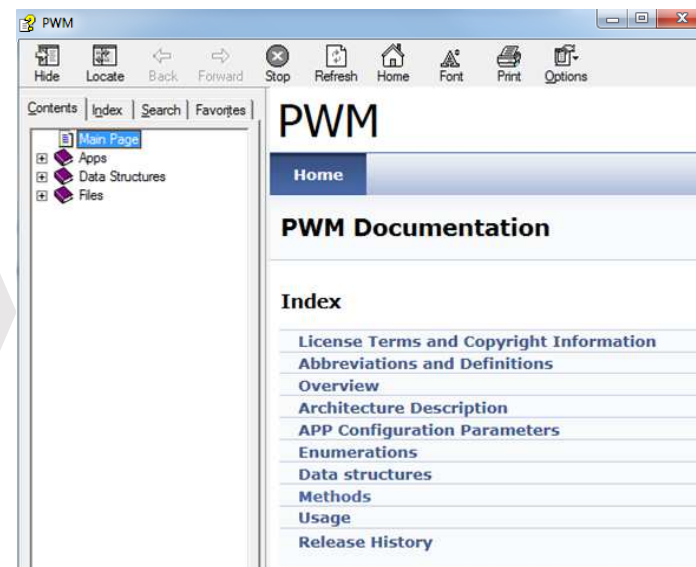 PWM
Hide Locate Back Forward Stop Refresh Home Font Print Options
Contents Index Search Favorites
Main Page
Apps
Data Structures
Files
PWM
Home
PWM Documentation
Index
License Terms and Copyright Information
Abbreviations and Definitions
Overview
Architecture Description
APP Configuration Parameters
Enumerations
Data structures
Methods
Usage
Release History